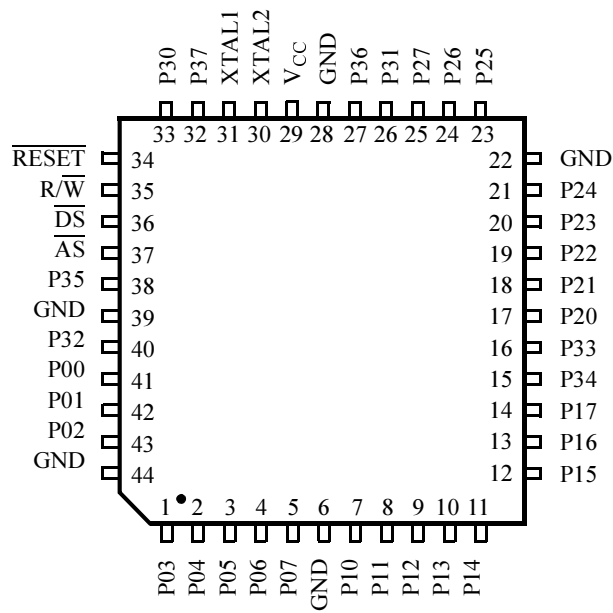 P30 P37 XTAL1 XTAL2 VCC GND P36 P31 P27 P26 P25
33 32 31 30 29 28 27 26 25 24 23
R̅E̅S̅E̅T̅ 34 22 GND
R/W̅ 35 21 P24
D̅S̅ 36 20 P23
A̅S̅ 37 19 P22
P35 38 18 P21
GND 39 17 P20
P32 40 16 P33
P00 41 15 P34
P01 42 14 P17
P02 43 13 P16
GND 44 12 P15
1 2 3 4 5 6 7 8 9 10 11
P03 P04 P05 P06 P07 GND P10 P11 P12 P13 P14